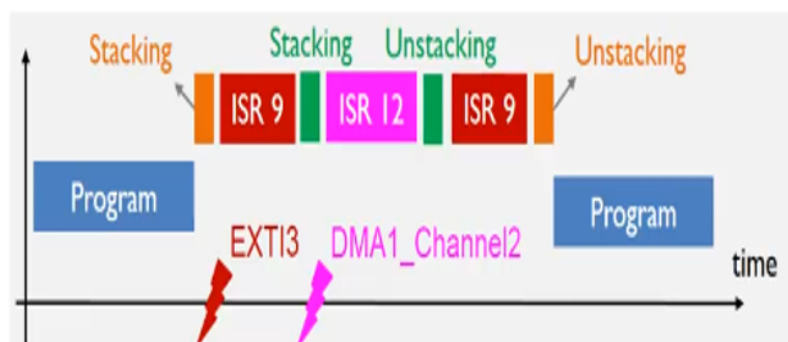 Stacking
Stacking
Unstacking
Unstacking
ISR 9
ISR 12
ISR 9
Program
Program
EXTI3
DMA1_Channel2
time